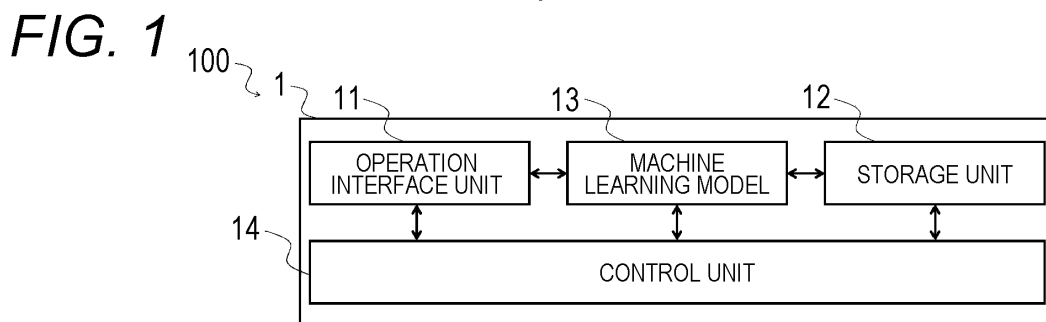 FIG. 1
100
1
11
13
12
OPERATION
INTERFACE UNIT
MACHINE
LEARNING MODEL
STORAGE UNIT
14
CONTROL UNIT